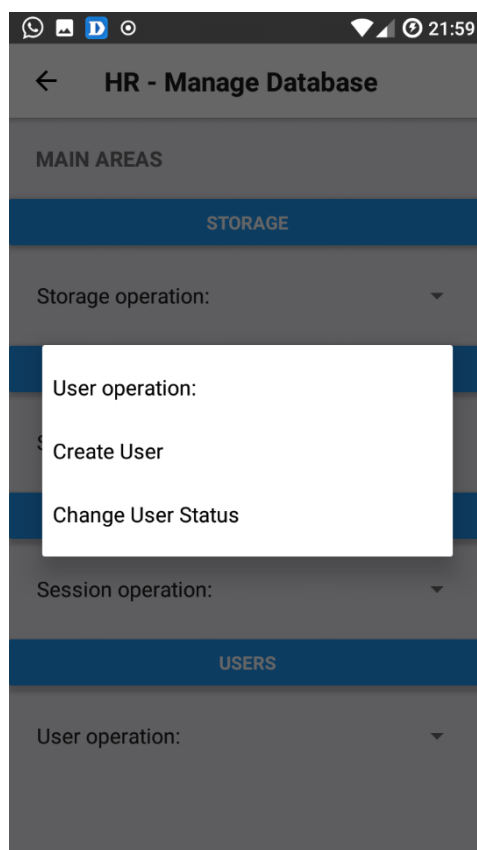 D 21:59
HR - Manage Database
MAIN AREAS
STORAGE
Storage operation:
User operation:
S
Create User
Change User Status
Session operation:
USERS
User operation: